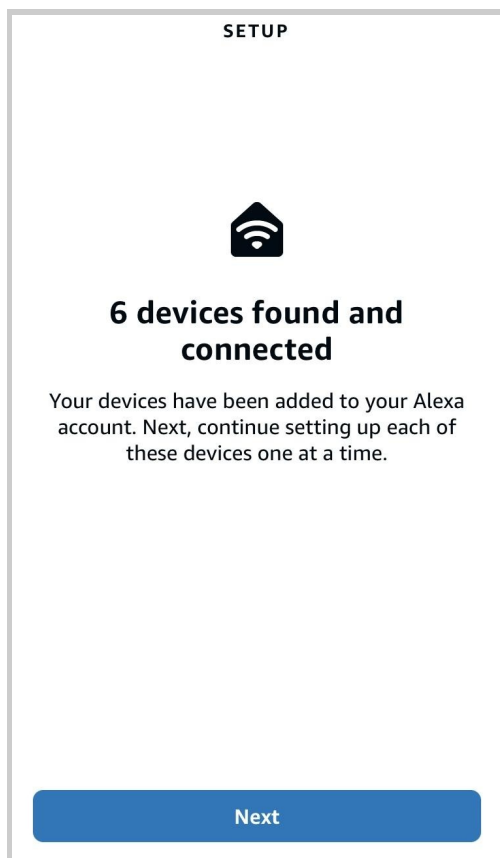 SETUP
6 devices found and
connected
Your devices have been added to your Alexa
account. Next, continue setting up each of
these devices one at a time.
Next